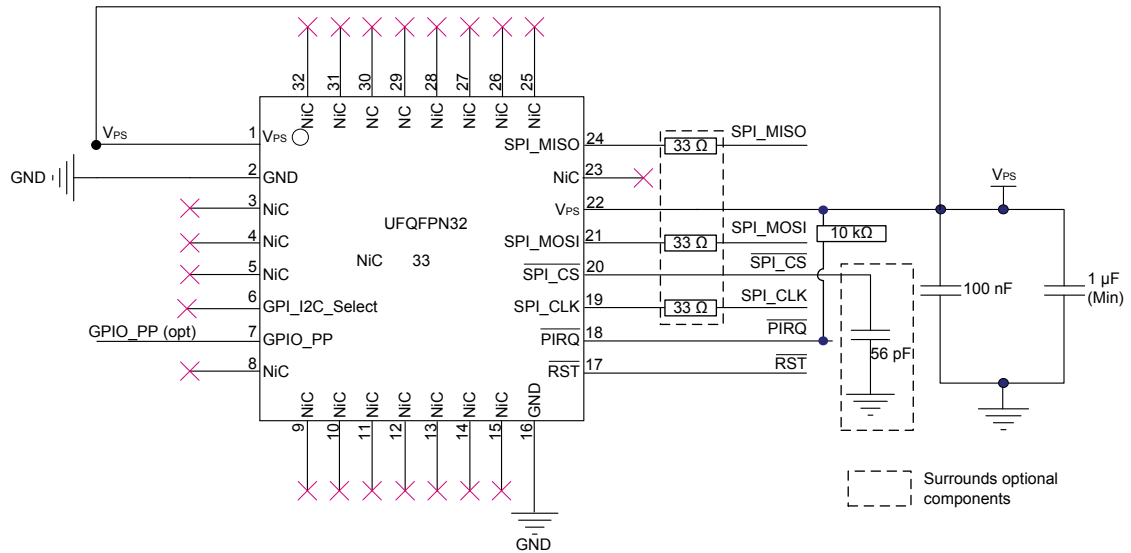 32
31
30
29
28
27
26
25
NiC
NiC
NC
NC
NiC
NiC
NiC
NiC
VPS
1
VPS
SPI_MISO
24
33 Ω
SPI_MISO
GND
2
GND
NiC
23
3
NiC
VPS
22
VPS
UFQFPN32
4
NiC
SPI_MOSI
21
33 Ω
SPI_MOSI
10 kΩ
NiC 33
5
NiC
SPI_CS
20
SPI_CS
6
GPI_I2C_Select
SPI_CLK
19
33 Ω
SPI_CLK
100 nF
1 µF
(Min)
GPIO_PP (opt)
7
GPIO_PP
PIRQ
18
PIRQ
8
NiC
RST
17
RST
56 pF
NiC
NiC
NiC
NiC
NiC
NiC
NiC
GND
9
10
11
12
13
14
15
16
GND
Surrounds optional
components